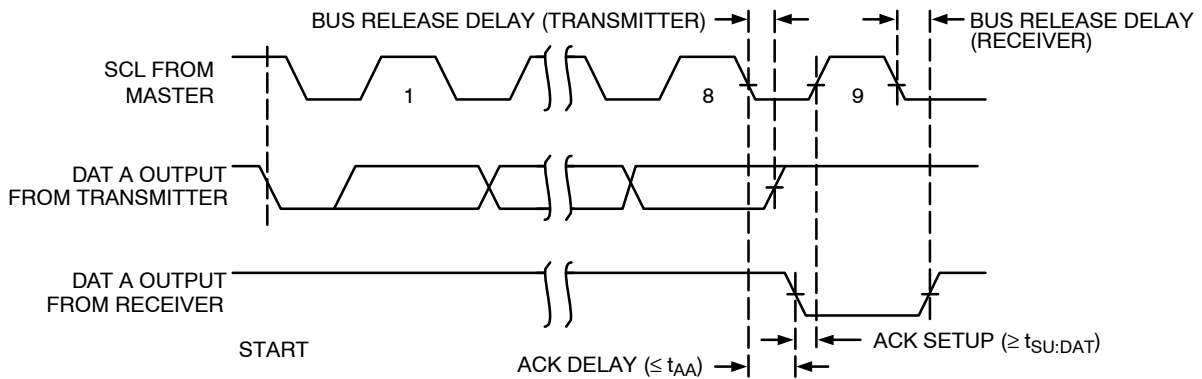 BUS RELEASE DELAY (TRANSMITTER)
BUS RELEASE DELAY
(RECEIVER)
SCL FROM
MASTER
1
8
9
DAT A OUTPUT
FROM TRANSMITTER
DAT A OUTPUT
FROM RECEIVER
START
ACK SETUP (≥ tSU:DAT)
ACK DELAY (≤ tAA)